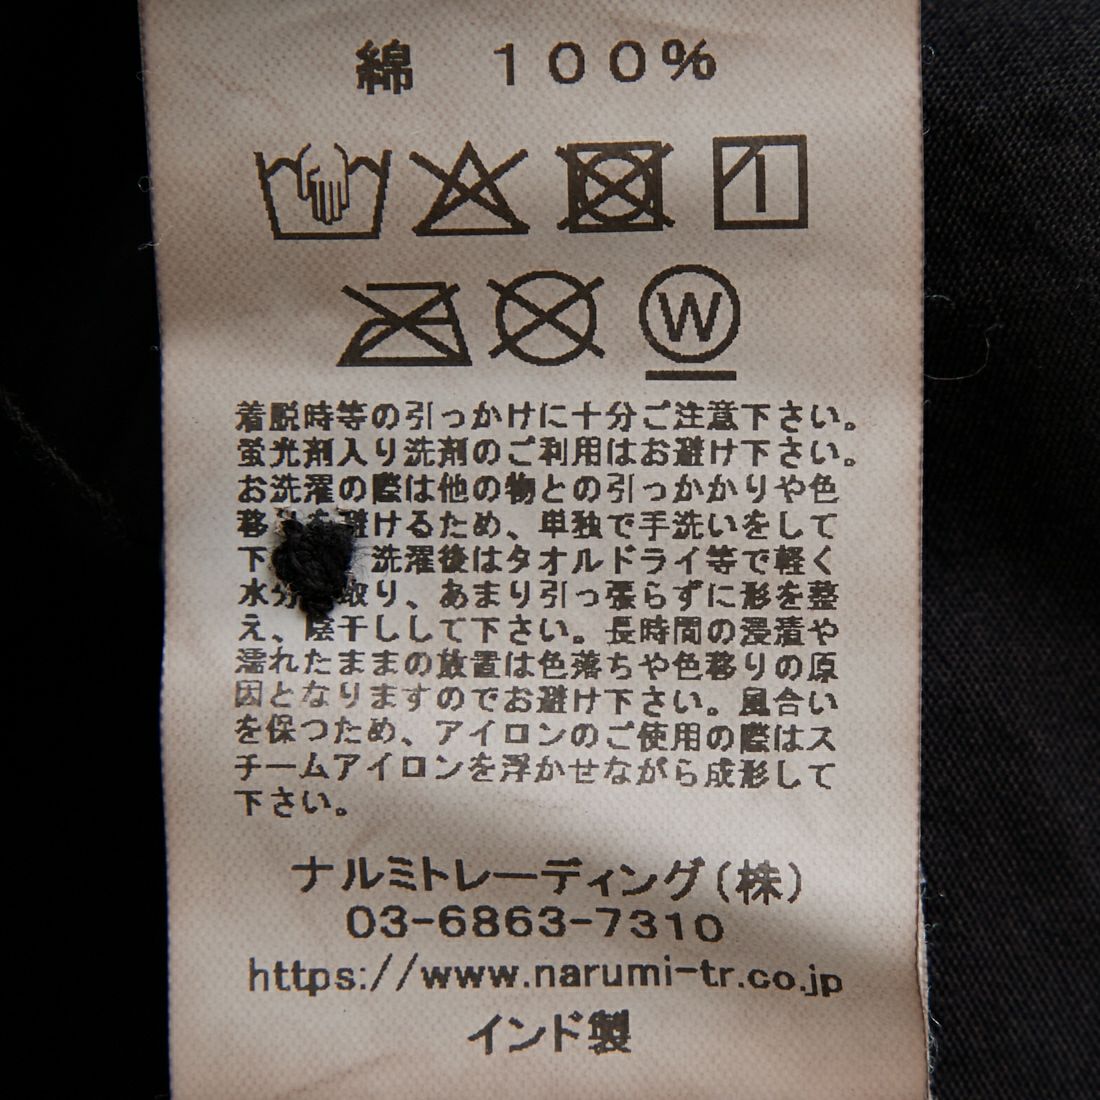 綿 100%
W
着脱時等の引っかけに十分ご注意下さい。
蛍光剤入り洗剤のご利用はお避け下さい。
お洗濯の際は他の物との引っかかりや色
移 避けるため、単独で手洗いをして
下 洗濯後はタオルドライ等で軽く
水分 取り、あまり引っ張らずに形を整
え、陰干しして下さい。長時間の浸漬や
濡れたままの放置は色落ちや色移りの原
因となりますのでお避け下さい。風合い
を保つため、アイロンのご使用の際はス
チームアイロンを浮かせながら成形して
下さい。
ナルミトレーディング(株)
03-6863-7310
https://www.narumi-tr.co.jp
インド製